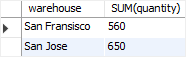 warehouse SUM(quantity)
San Fransisco 560
San Jose 650